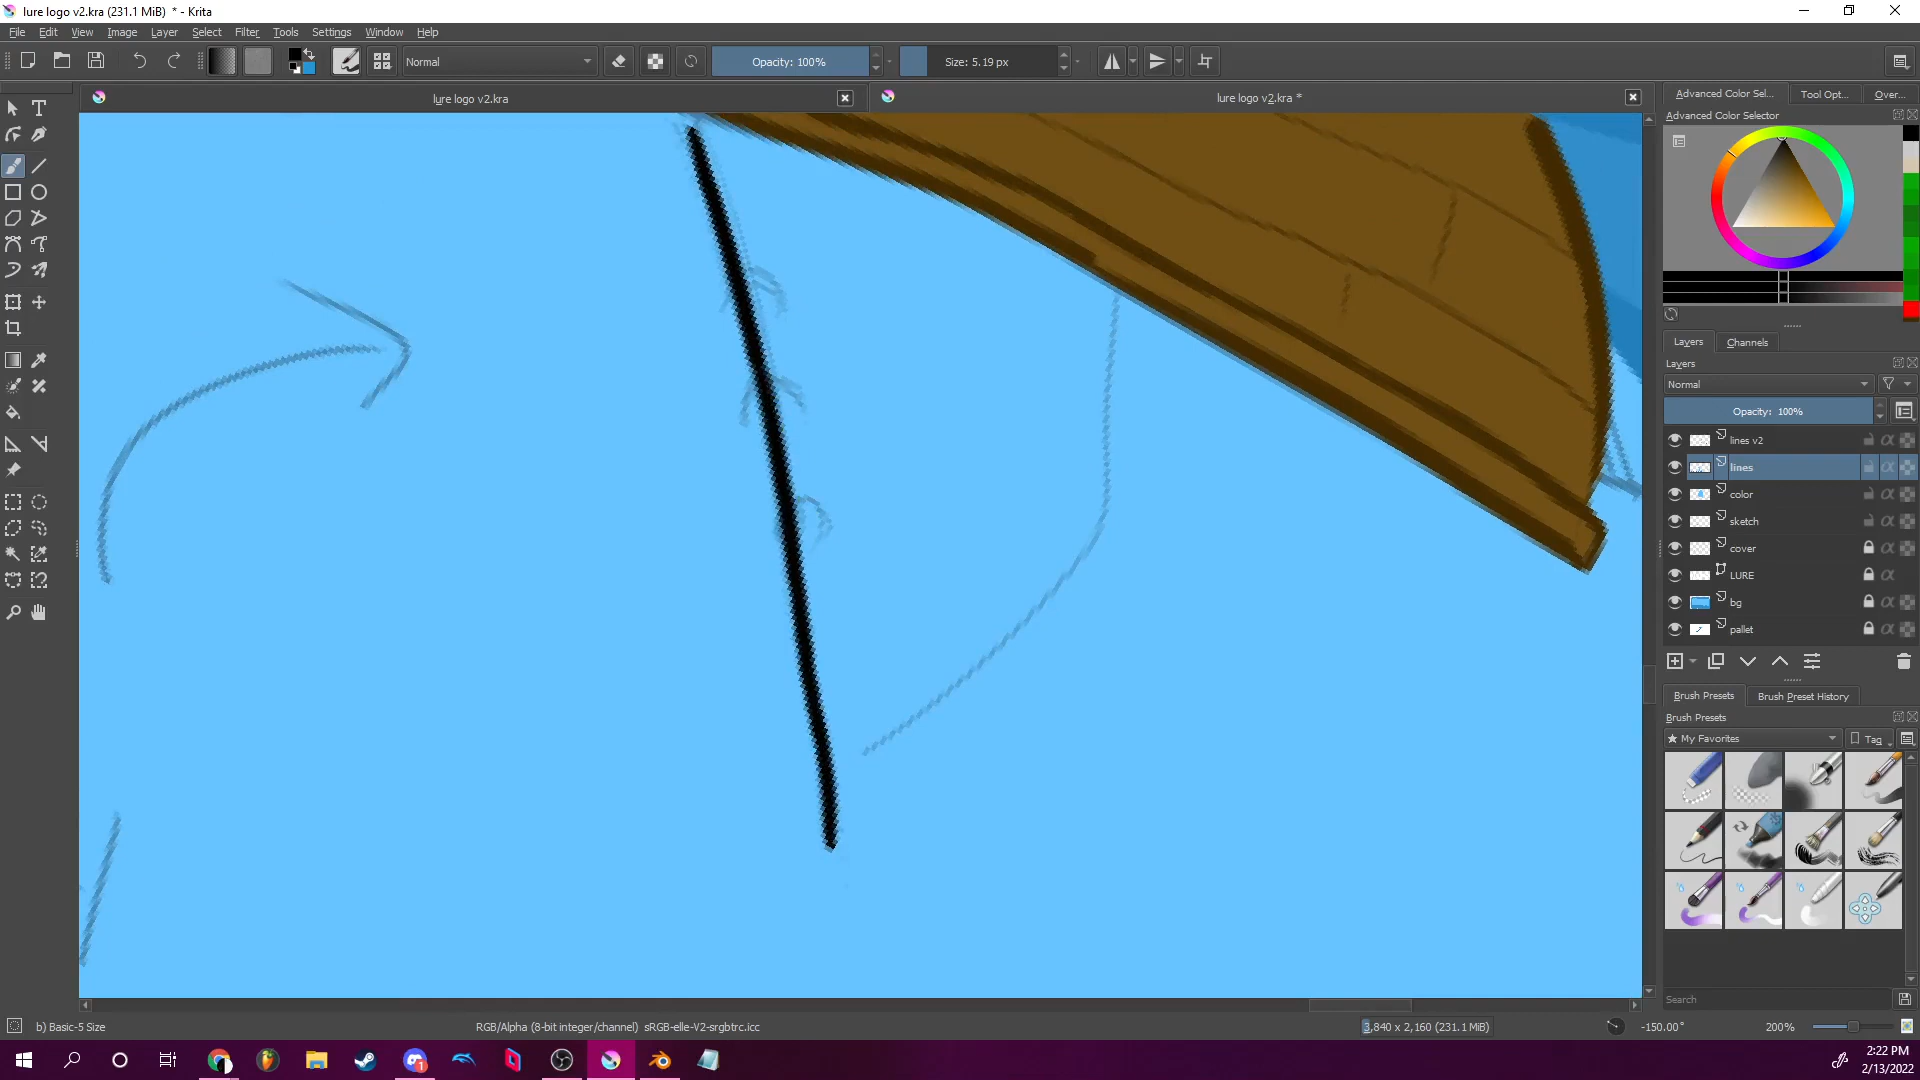 lure logo v2.kra (231.1 MiB)  * - Krita
File Edit View Image Layer Select Filter Tools Settings Window Help
Normal Opacity: 100% Size: 5.19 px
lure logo v2.kra
lure logo v2.kra *
Advanced Color Sel... Tool Opt... Over...
Advanced Color Selector
Layers Channels
Layers
Normal
Opacity:  100%
lines v2
lines
color
sketch
cover
LURE
bg
pallet
Brush Presets Brush Preset History
Brush Presets
★ My Favorites Tag
Search
b) Basic-5 Size RGB/Alpha (8-bit integer/channel)  sRGB-elle-V2-srgbtrc.icc 3,840 x 2,160 (231.1 MiB) -150.00° 200%
2:22 PM
2/13/2022